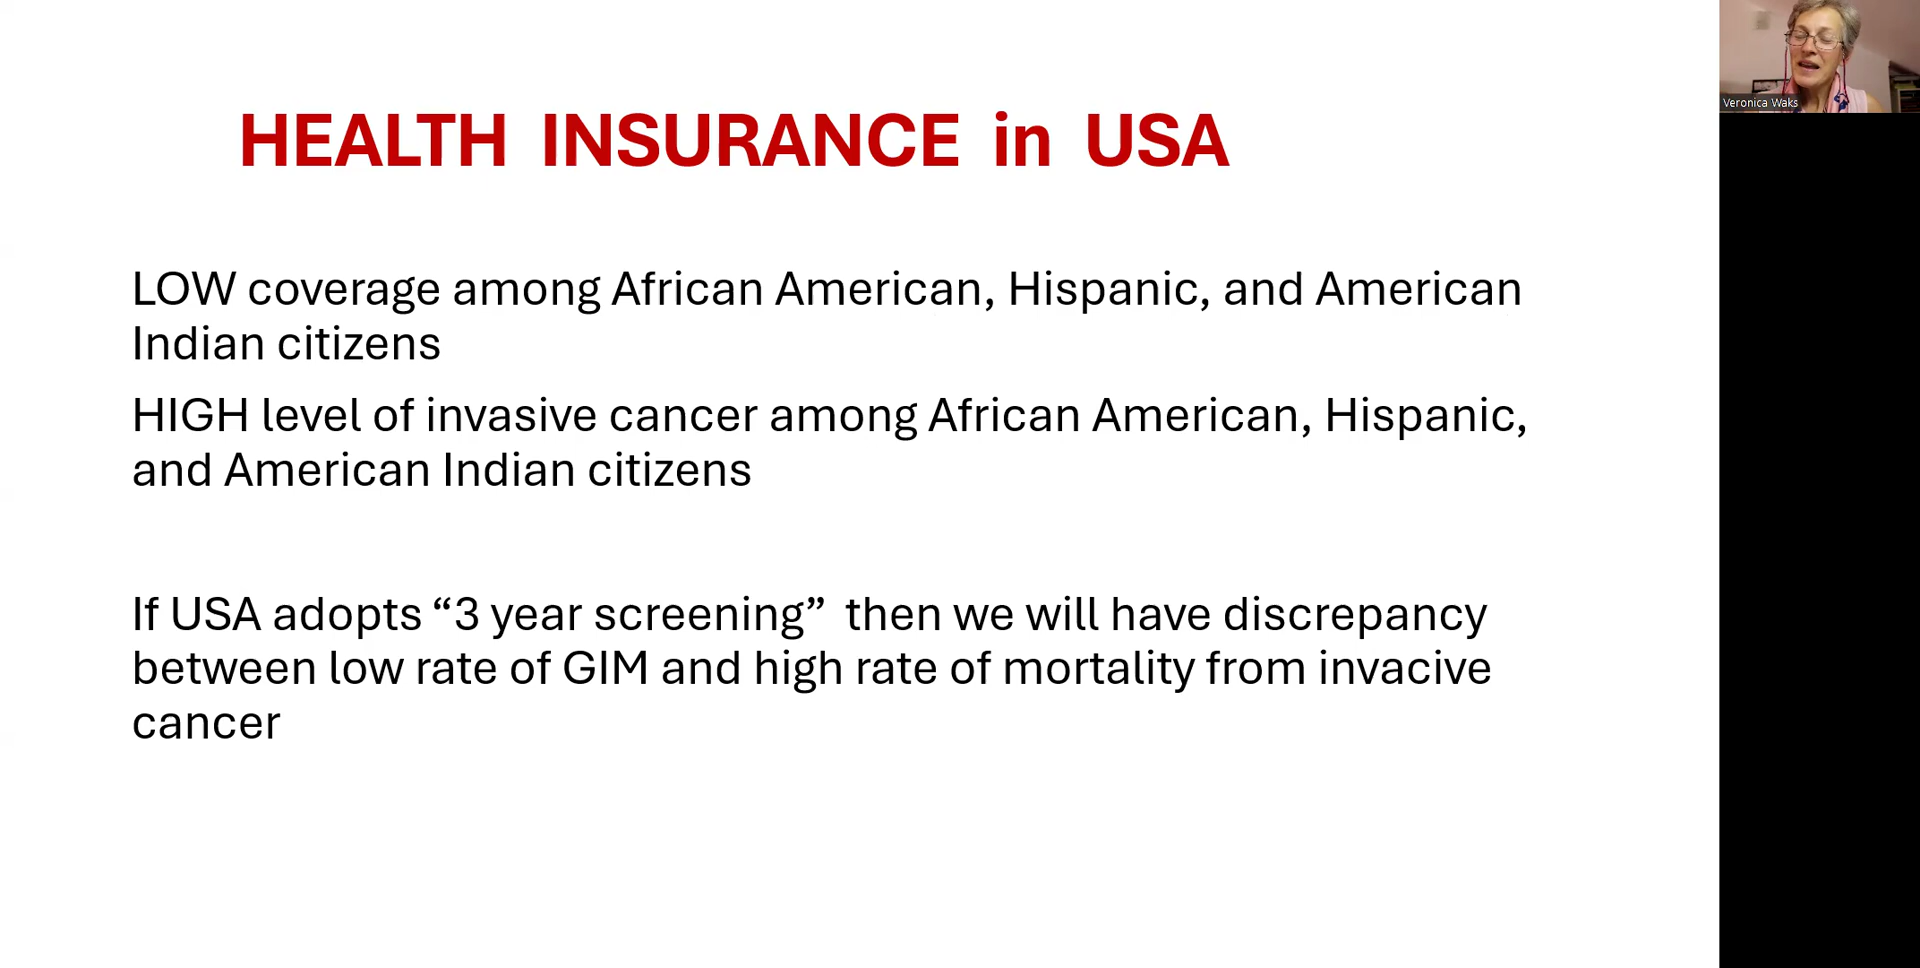 HEALTH INSURANCE in USA
LOW coverage among African American, Hispanic, and American
Indian citizens
HIGH level of invasive cancer among African American, Hispanic,
and American Indian citizens
If USA adopts “3 year screening” then we will have discrepancy
between low rate of GIM and high rate of mortality from invacive
cancer
Veronica Waks